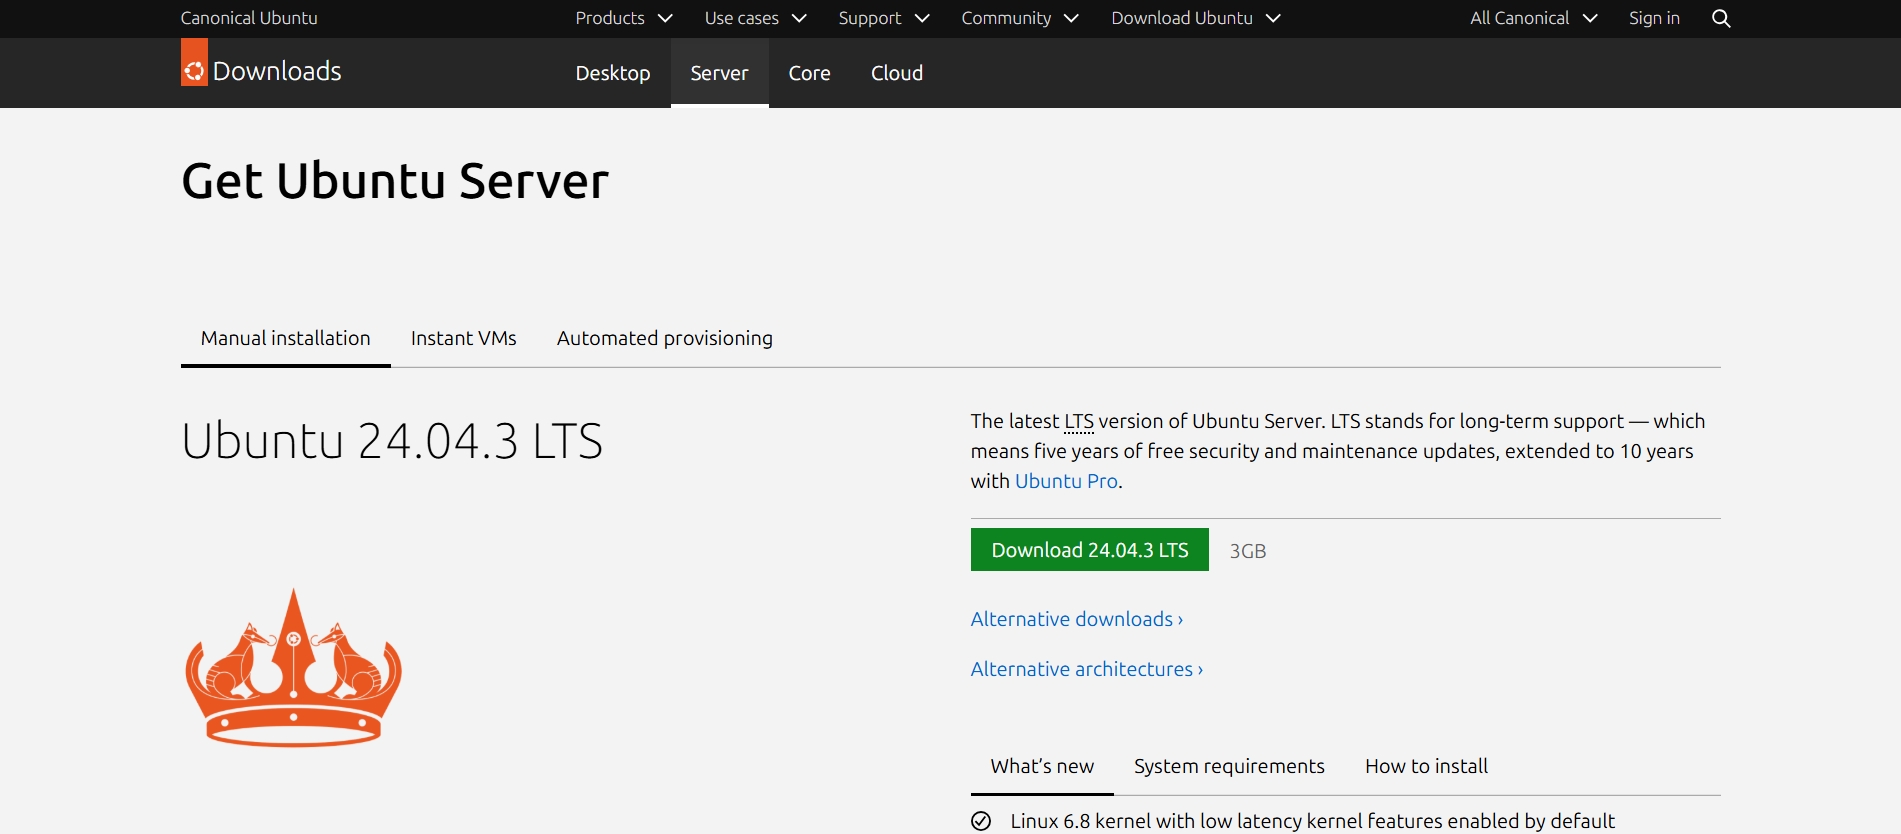 Canonical Ubuntu Products Use cases Support Community Download Ubuntu All Canonical Sign in
Downloads Desktop Server Core Cloud
Get Ubuntu Server
Manual installation Instant VMs Automated provisioning
Ubuntu 24.04.3 LTS
The latest LTS version of Ubuntu Server. LTS stands for long-term support — which
means five years of free security and maintenance updates, extended to 10 years
with Ubuntu Pro.
Download 24.04.3 LTS 3GB
Alternative downloads ›
Alternative architectures ›
What’s new System requirements How to install
Linux 6.8 kernel with low latency kernel features enabled by default